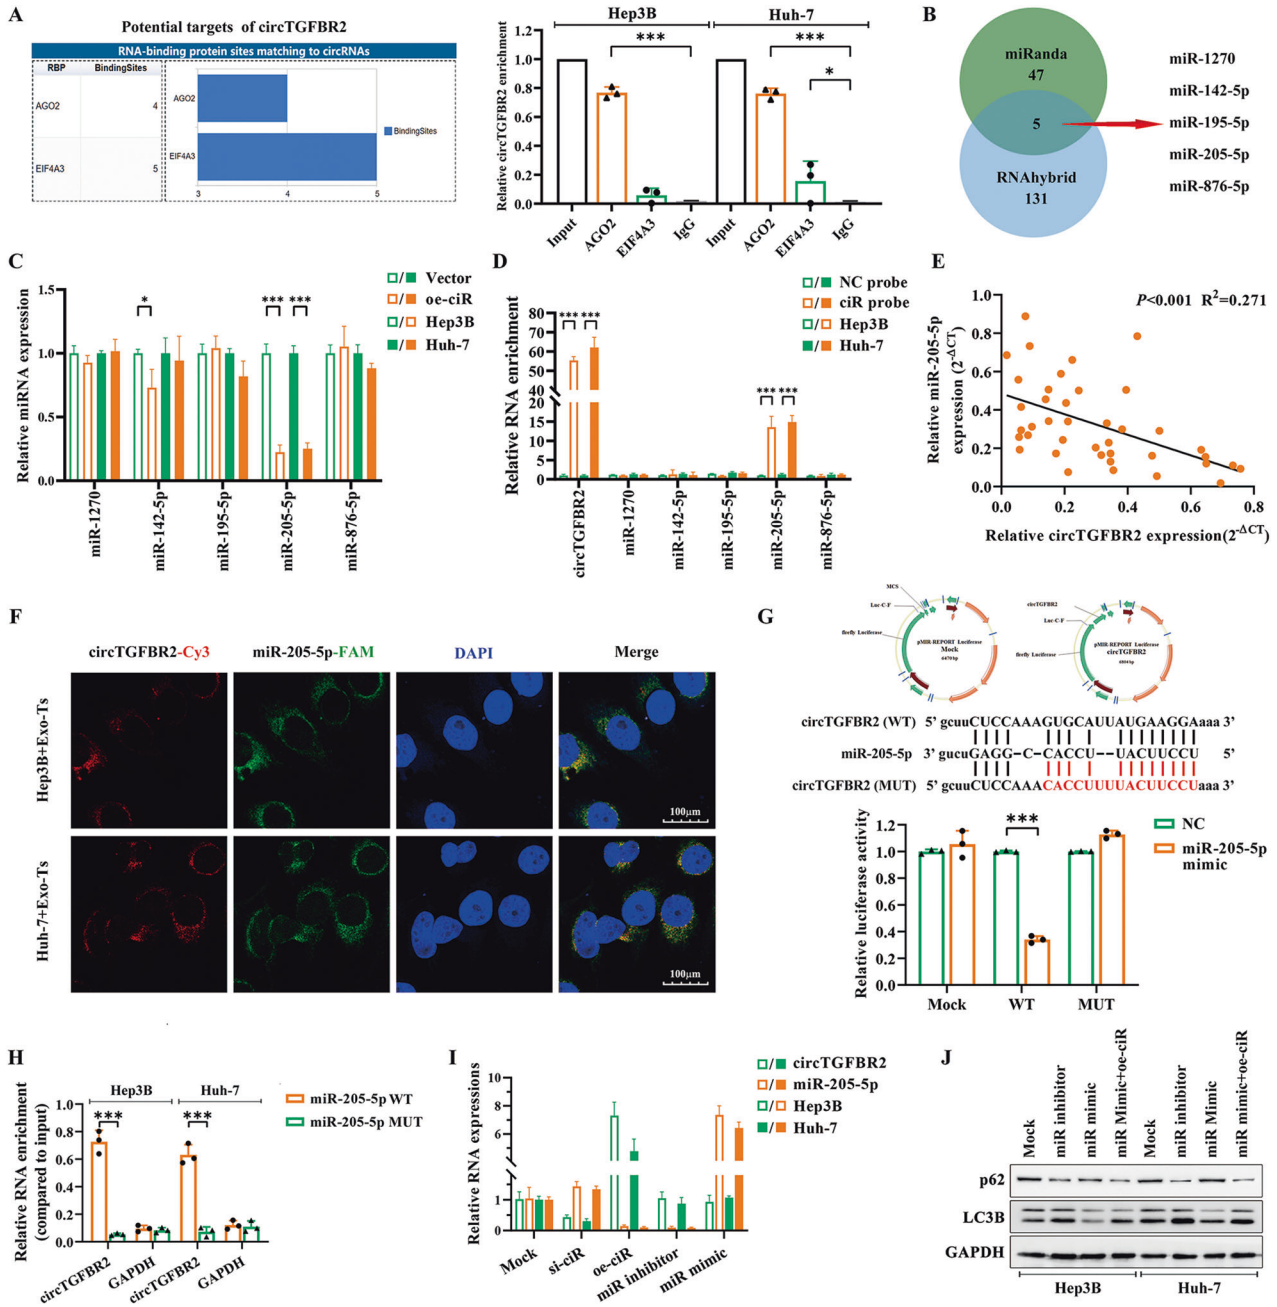 A
Potential targets of circTGFBR2
RNA-binding protein sites matching to circRNAs
RBP BindingSites
AGO2 4
EIF4A3 5
AGO2
EIF4A3
3 4 5
BindingSites
Relative circTGFBR2 enrichment
Hep3B Huh-7
*** ***
*
1.2
1.0
0.8
0.6
0.4
0.2
0.0
Input AGO2 EIF4A3 IgG Input AGO2 EIF4A3 IgG
B
miRanda
47
5
RNAhybrid
131
miR-1270
miR-142-5p
miR-195-5p
miR-205-5p
miR-876-5p
C
Relative miRNA expression
1.5
1.0
0.5
0.0
* *** ***
/ Vector
/ oe-ciR
/ Hep3B
/ Huh-7
miR-1270 miR-142-5p miR-195-5p miR-205-5p miR-876-5p
D
Relative RNA enrichment
80
70
60
50
40
20
15
10
5
0
*** ***
*** ***
/ NC probe
/ ciR probe
/ Hep3B
/ Huh-7
circTGFBR2 miR-1270 miR-142-5p miR-195-5p miR-205-5p miR-876-5p
E
P<0.001 R²=0.271
Relative miR-205-5p
expression (2^-ΔCT)
1.0
0.8
0.6
0.4
0.2
0.0
0.0 0.2 0.4 0.6 0.8
Relative circTGFBR2 expression(2^-ΔCT)
F
circTGFBR2-Cy3 miR-205-5p-FAM DAPI Merge
Hep3B+Exo-Ts
100μm
Huh-7+Exo-Ts
100μm
G
MCS
Luc-C-F
firefly Luciferase
pMIR-REPORT Luciferase
Mock
6470 bp
circTGFBR2
Luc-C-F
firefly Luciferase
pMIR-REPORT Luciferase
circTGFBR2
circTGFBR2 (WT) 5’ gcuuCUCCAAAGUGCAUUAUGAAGGAaaa 3’
miR-205-5p 3’ gucuGAGG-C-CACCU--UACUUCCU 5’
circTGFBR2 (MUT) 5’ gcuuCUCCAAACACCUUUUACUUCCUaaa 3’
Relative luciferase activity
1.2
1.0
0.8
0.6
0.4
0.2
0.0
***
NC
miR-205-5p
mimic
Mock WT MUT
H
Relative RNA enrichment
(compared to input)
Hep3B Huh-7
*** ***
1.0
0.8
0.6
0.4
0.2
0.0
miR-205-5p WT
miR-205-5p MUT
circTGFBR2 GAPDH circTGFBR2 GAPDH
I
Relative RNA expressions
10
8
6
4
2
1
0
/ circTGFBR2
/ miR-205-5p
/ Hep3B
/ Huh-7
Mock si-ciR oe-ciR miR inhibitor miR mimic
J
Mock miR inhibitor miR mimic miR Mimic+oe-ciR Mock miR inhibitor miR Mimic miR mimic+oe-ciR
p62
LC3B
GAPDH
Hep3B Huh-7